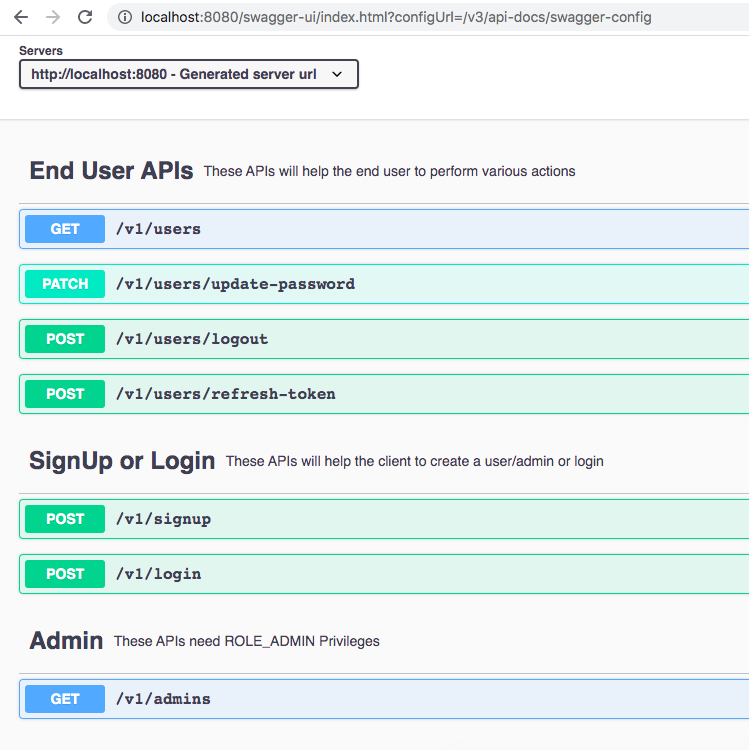 localhost:8080/swagger-ui/index.html?configUrl=/v3/api-docs/swagger-config
Servers
http://localhost:8080 - Generated server url
End User APIs These APIs will help the end user to perform various actions
GET /v1/users
PATCH /v1/users/update-password
POST /v1/users/logout
POST /v1/users/refresh-token
SignUp or Login These APIs will help the client to create a user/admin or login
POST /v1/signup
POST /v1/login
Admin These APIs need ROLE_ADMIN Privileges
GET /v1/admins